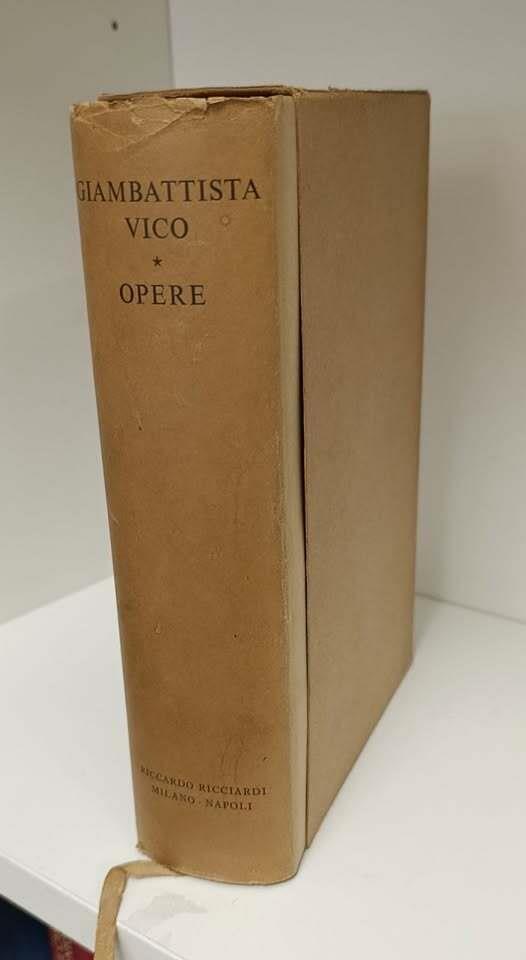 GIAMBATTISTA
VICO
★
OPERE
RICCARDO RICCIARDI
MILANO · NAPOLI